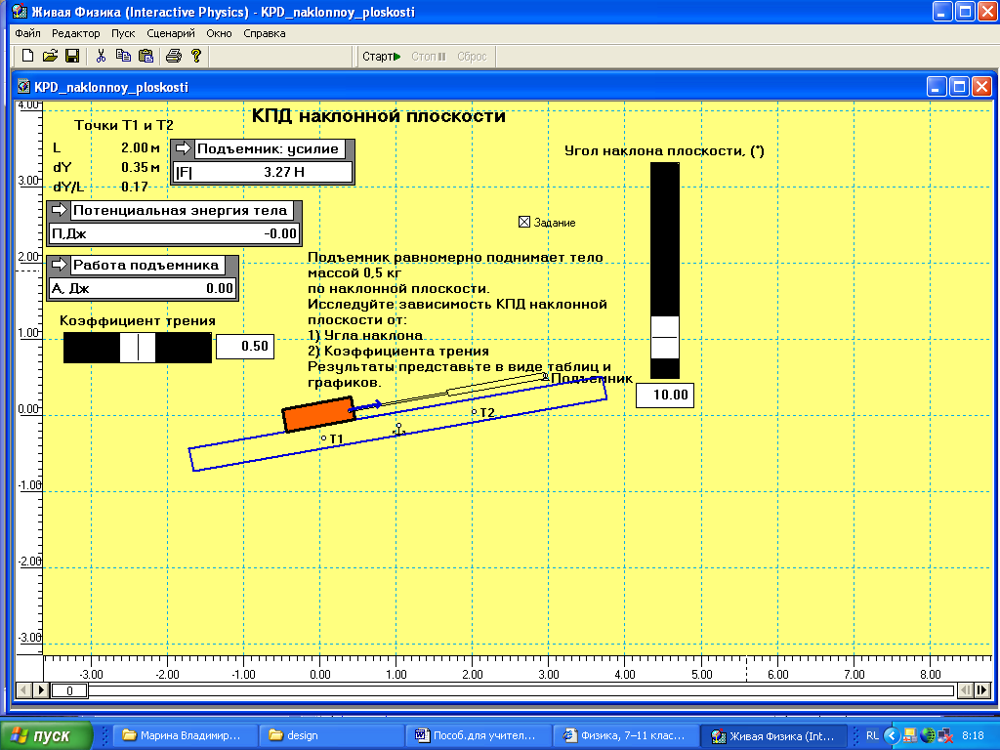 Живая Физика (Interactive Physics) - KPD_naklonnoy_ploskosti
Файл Редактор Пуск Сценарий Окно Справка
Старт Стоп Сброс
KPD_naklonnoy_ploskosti
КПД наклонной плоскости
Точки Т1 и Т2
L 2.00 м
dY 0.35 м
dY/L 0.17
Подъемник: усилие
|F| 3.27 Н
Угол наклона плоскости, (*)
Потенциальная энергия тела
П,Дж -0.00
Задание
Работа подъемника
А, Дж 0.00
Подъемник равномерно поднимает тело
массой 0,5 кг
по наклонной плоскости.
Исследуйте зависимость КПД наклонной
плоскости от:
1) Угла наклона
2) Коэффициента трения
Результаты представьте в виде таблиц и
графиков.
Коэффициент трения
0.50
Подъемник
10.00
Т1
Т2
4.00
3.00
2.00
1.00
0.00
-1.00
-2.00
-3.00
-3.00 -2.00 -1.00 0.00 1.00 2.00 3.00 4.00 5.00 6.00 7.00 8.00
0
пуск
Марина Владимир...
design
Пособ.для учител...
Физика, 7–11 клас...
Живая Физика (Int...
RL
8:18